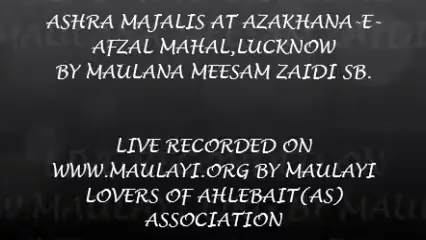 ASHRA MAJALIS AT AZAKHANA-E-
AFZAL MAHAL,LUCKNOW
BY MAULANA MEESAM ZAIDI SB.
LIVE RECORDED ON
WWW.MAULAYI.ORG BY MAULAYI
LOVERS OF AHLEBAIT(AS)
ASSOCIATION